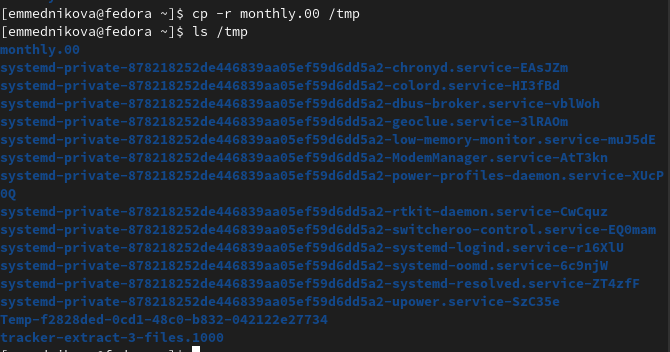 [emmednikova@fedora ~]$ cp -r monthly.00 /tmp
[emmednikova@fedora ~]$ ls /tmp
monthly.00
systemd-private-878218252de446839aa05ef59d6dd5a2-chronyd.service-EAsJZm
systemd-private-878218252de446839aa05ef59d6dd5a2-colord.service-HI3fBd
systemd-private-878218252de446839aa05ef59d6dd5a2-dbus-broker.service-vblWoh
systemd-private-878218252de446839aa05ef59d6dd5a2-geoclue.service-3lRAOm
systemd-private-878218252de446839aa05ef59d6dd5a2-low-memory-monitor.service-muJ5dE
systemd-private-878218252de446839aa05ef59d6dd5a2-ModemManager.service-AtT3kn
systemd-private-878218252de446839aa05ef59d6dd5a2-power-profiles-daemon.service-XUcP
0Q
systemd-private-878218252de446839aa05ef59d6dd5a2-rtkit-daemon.service-CwCquz
systemd-private-878218252de446839aa05ef59d6dd5a2-switcheroo-control.service-EQ0mam
systemd-private-878218252de446839aa05ef59d6dd5a2-systemd-logind.service-r16XlU
systemd-private-878218252de446839aa05ef59d6dd5a2-systemd-oomd.service-6c9njW
systemd-private-878218252de446839aa05ef59d6dd5a2-systemd-resolved.service-ZT4zfF
systemd-private-878218252de446839aa05ef59d6dd5a2-upower.service-SzC35e
Temp-f2828ded-0cd1-48c0-b832-042122e27734
tracker-extract-3-files.1000